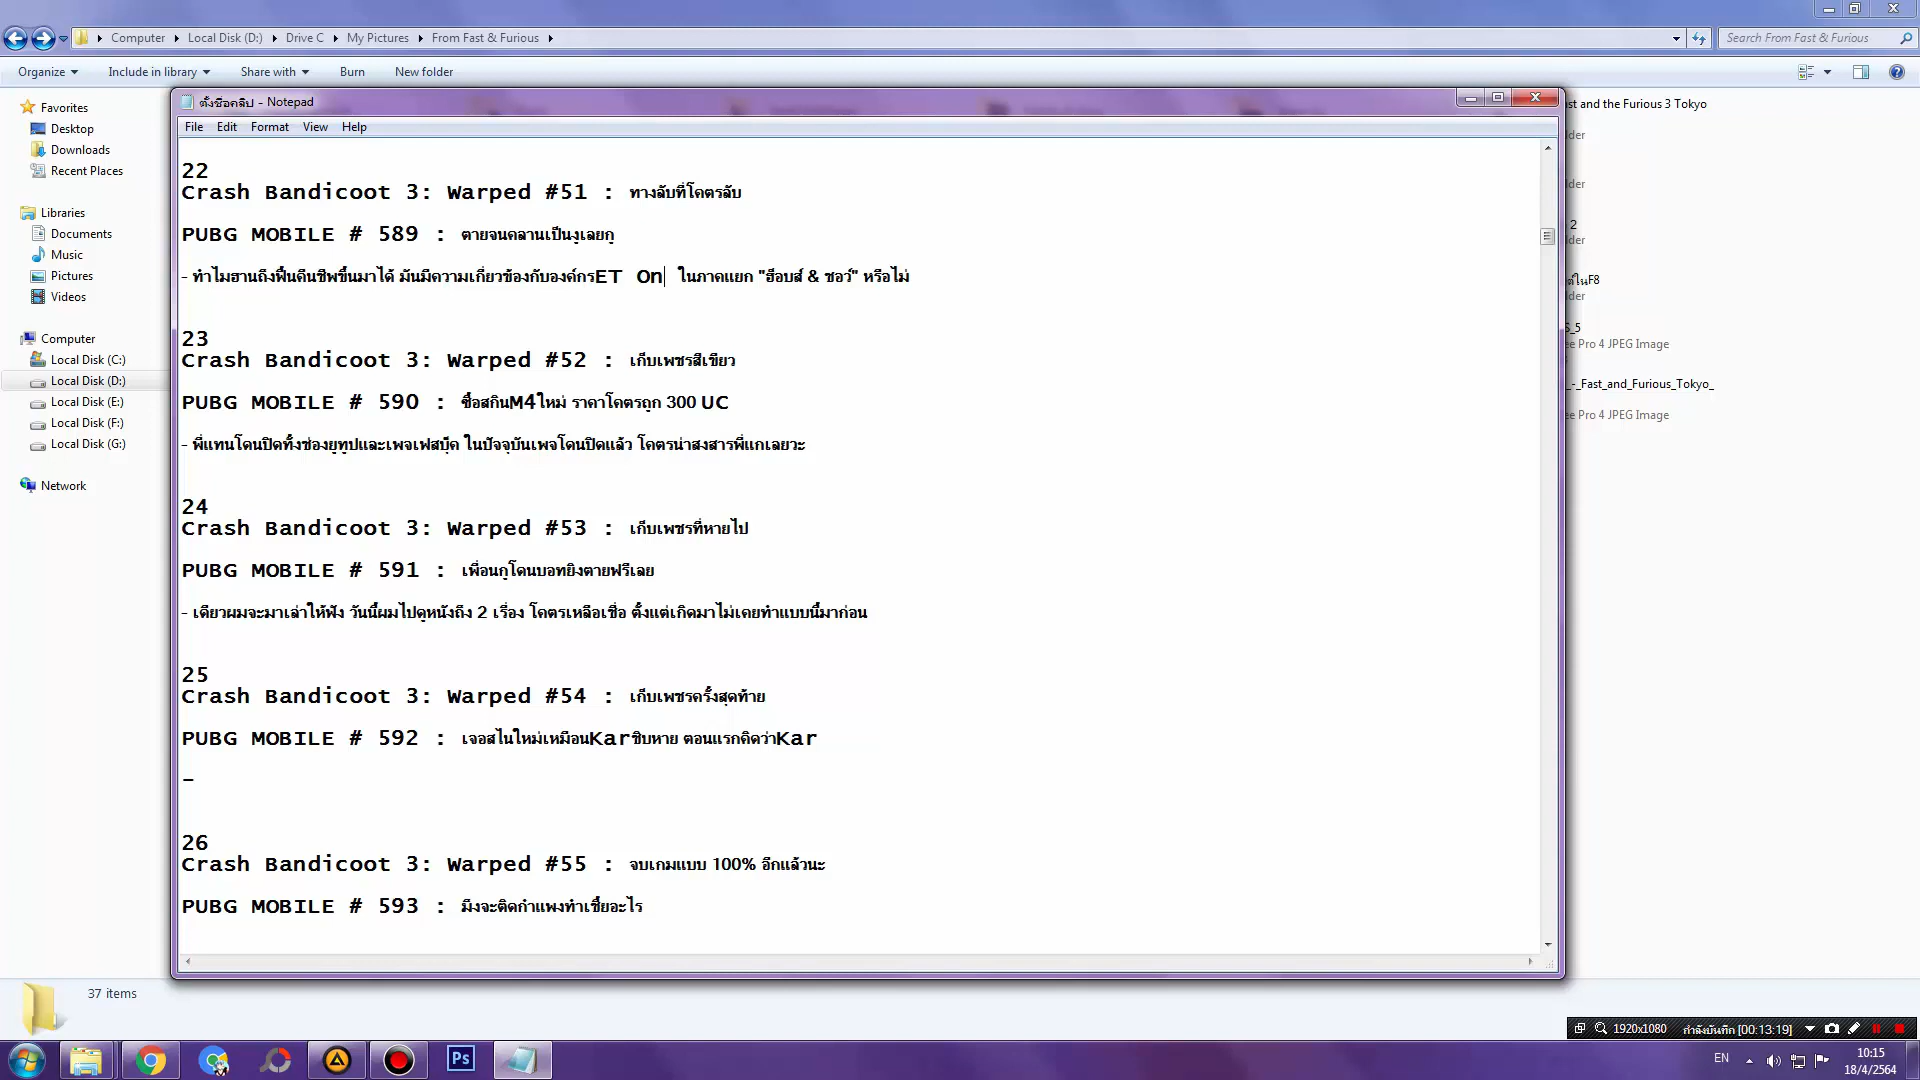 Computer Local Disk (D:) Drive C My Pictures From Fast & Furious
Search From Fast & Furious
Organize Include in library Share with Burn New folder
Favorites
Desktop
Downloads
Recent Places
Libraries
Documents
Music
Pictures
Videos
Computer
Local Disk (C:)
Local Disk (D:)
Local Disk (E:)
Local Disk (F:)
Local Disk (G:)
Network
ตั้งชื่อคลิป - Notepad
File Edit Format View Help
22
Crash Bandicoot 3: Warped #51 : ทางลับที่โคตรลับ
PUBG MOBILE # 589 : ตายจนคลานเป็นงูเลยกู
- ทำไมฮานถึงฟื้นคืนชีพขึ้นมาได้ มันมีความเกี่ยวข้องกับองค์กรET On ในภาคแยก "ฮ็อบส์ & ชอว์" หรือไม่
23
Crash Bandicoot 3: Warped #52 : เก็บเพชรสีเขียว
PUBG MOBILE # 590 : ซื้อสกินM4ใหม่ ราคาโคตรถูก 300 UC
- พี่แทนโดนปิดทั้งช่องยูทูปและเพจเฟสบุ๊ค ในปัจจุบันเพจโดนปิดแล้ว โคตรน่าสงสารพี่แกเลยวะ
24
Crash Bandicoot 3: Warped #53 : เก็บเพชรที่หายไป
PUBG MOBILE # 591 : เพื่อนกูโดนบอทยิงตายฟรีเลย
- เดียวผมจะมาเล่าให้ฟัง วันนี้ผมไปดูหนังถึง 2 เรื่อง โคตรเหลือเชื่อ ตั้งแต่เกิดมาไม่เคยทำแบบนี้มาก่อน
25
Crash Bandicoot 3: Warped #54 : เก็บเพชรครั้งสุดท้าย
PUBG MOBILE # 592 : เจอสไนใหม่เหมือนKarชิบหาย ตอนแรกคิดว่าKar
-
26
Crash Bandicoot 3: Warped #55 : จบเกมแบบ 100% อีกแล้วนะ
PUBG MOBILE # 593 : มึงจะติดกำแพงทำเชี้ยอะไร
st and the Furious 3 Tokyo
lder
lder
2
lder
ต์ในF8
lder
S_5
ee Pro 4 JPEG Image
_-_Fast_and_Furious_Tokyo_
ee Pro 4 JPEG Image
37 items
1920x1080 กำลังบันทึก [00:13:19]
Ps
EN
10:15
18/4/2564